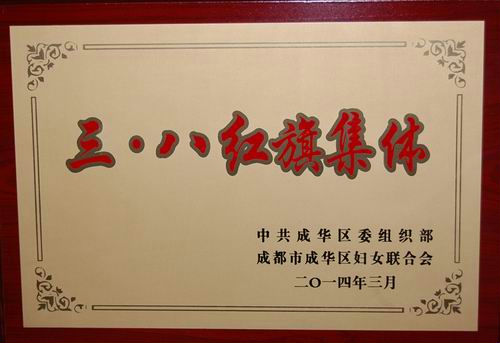 三·八红旗集体
中共成华区委组织部
成都市成华区妇女联合会
二〇一四年三月